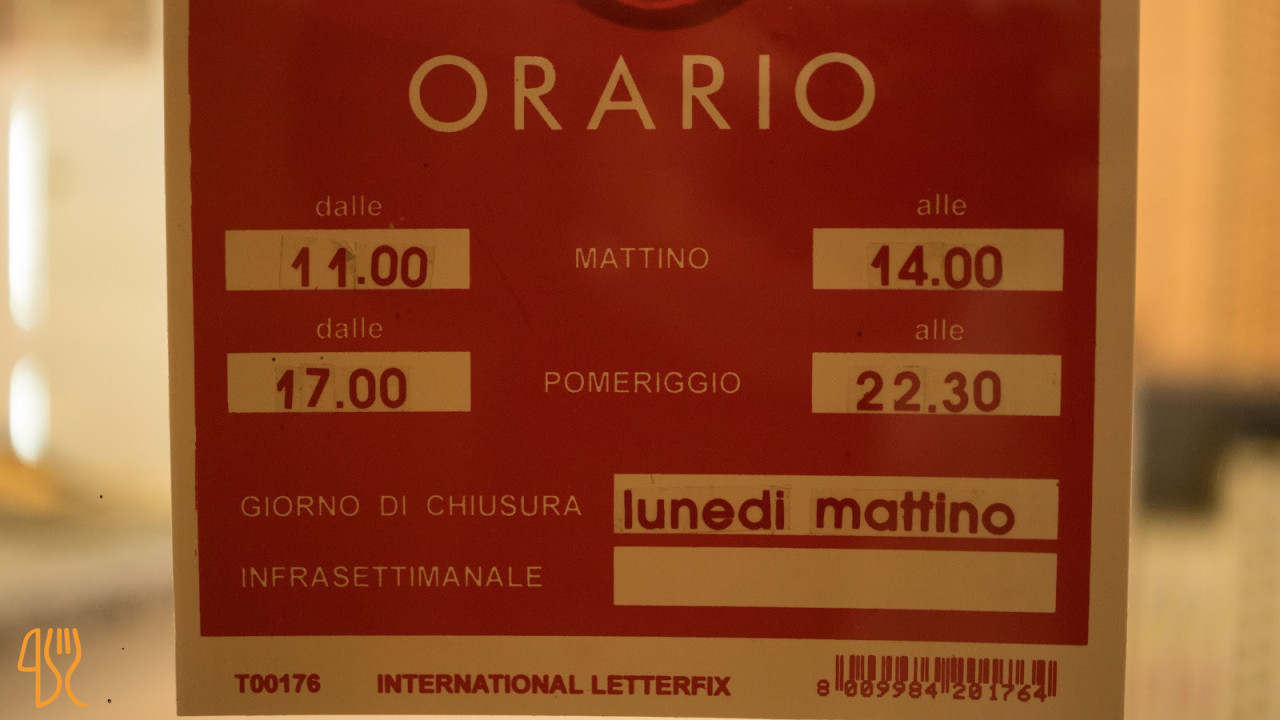 ORARIO
dalle alle
11.00 MATTINO 14.00
dalle alle
17.00 POMERIGGIO 22.30
GIORNO DI CHIUSURA lunedi mattino
INFRASETTIMANALE
T00176 INTERNATIONAL LETTERFIX 8 009984 201764